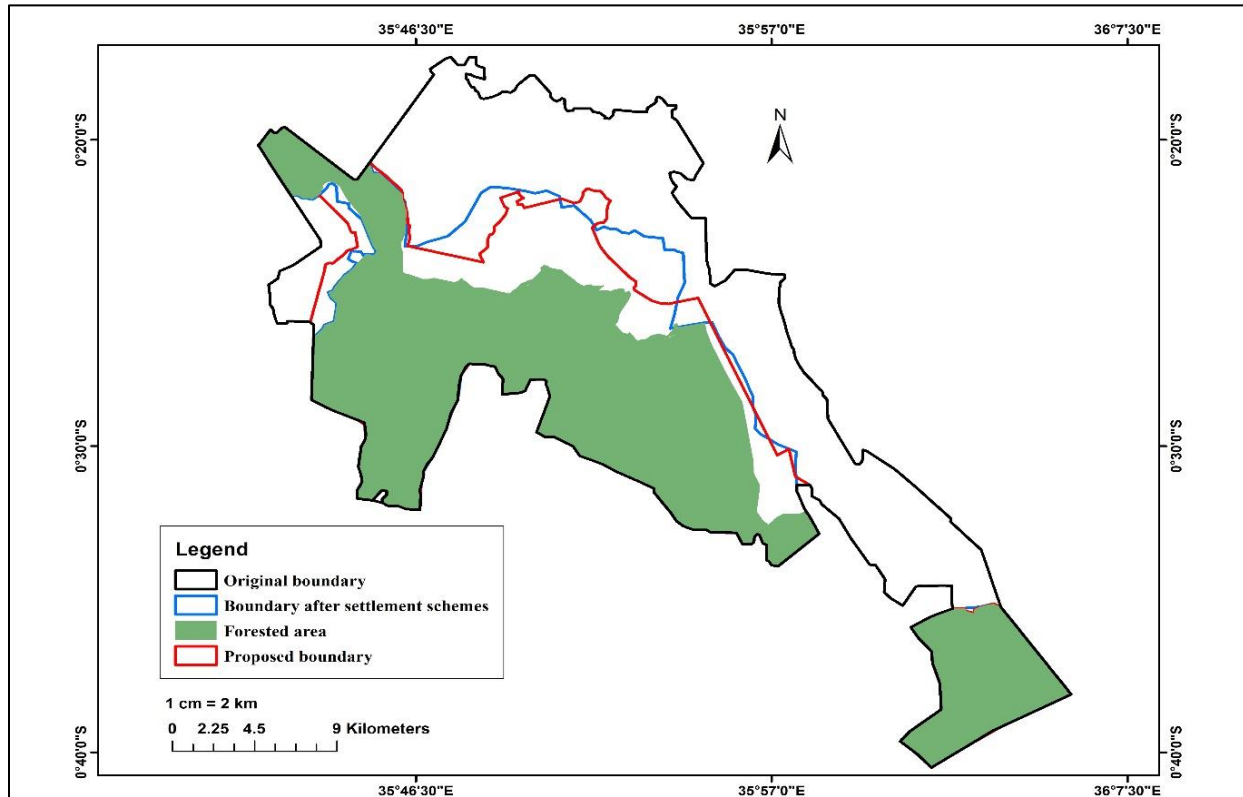 35°46'30"E 35°57'0"E 36°7'30"E
N
0°20'0"S 0°20'0"S
0°30'0"S 0°30'0"S
Legend
Original boundary
Boundary after settlement schemes
Forested area
Proposed boundary
1 cm = 2 km
0 2.25 4.5 9 Kilometers
0°40'0"S 0°40'0"S
35°46'30"E 35°57'0"E 36°7'30"E